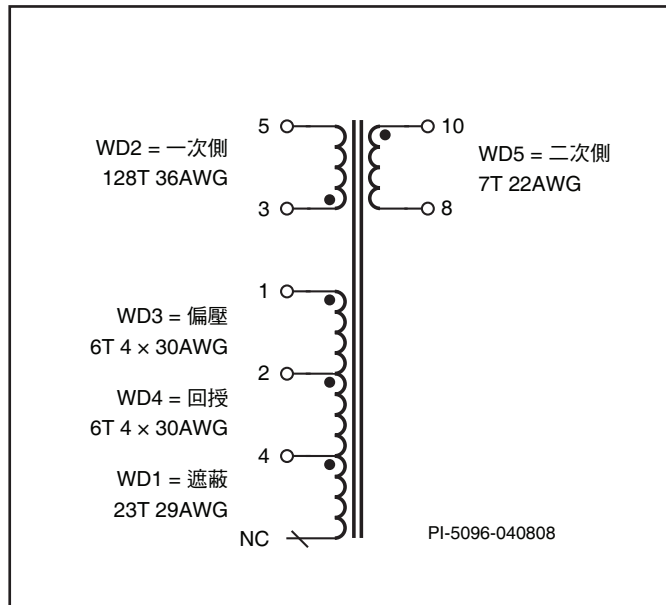 5
10
WD2 = 一次側
128T 36AWG
WD5 = 二次側
7T 22AWG
3
8
1
WD3 = 偏壓
6T 4 × 30AWG
2
WD4 = 回授
6T 4 × 30AWG
4
WD1 = 遮蔽
23T 29AWG
NC
PI-5096-040808